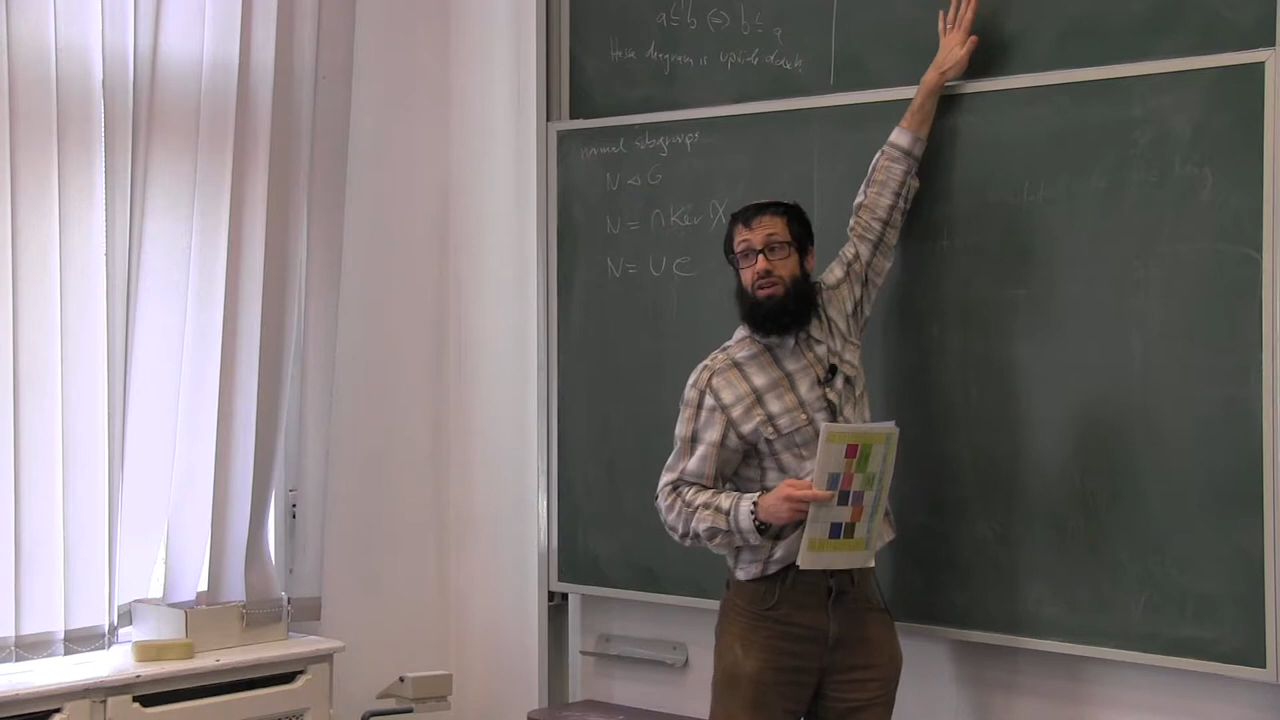 a ≤ b ⇔ b ≤ a
Hasse diagram is upside down
normal subgroups
N ◁ G
N = ∩ Ker χ
N = ∪ C